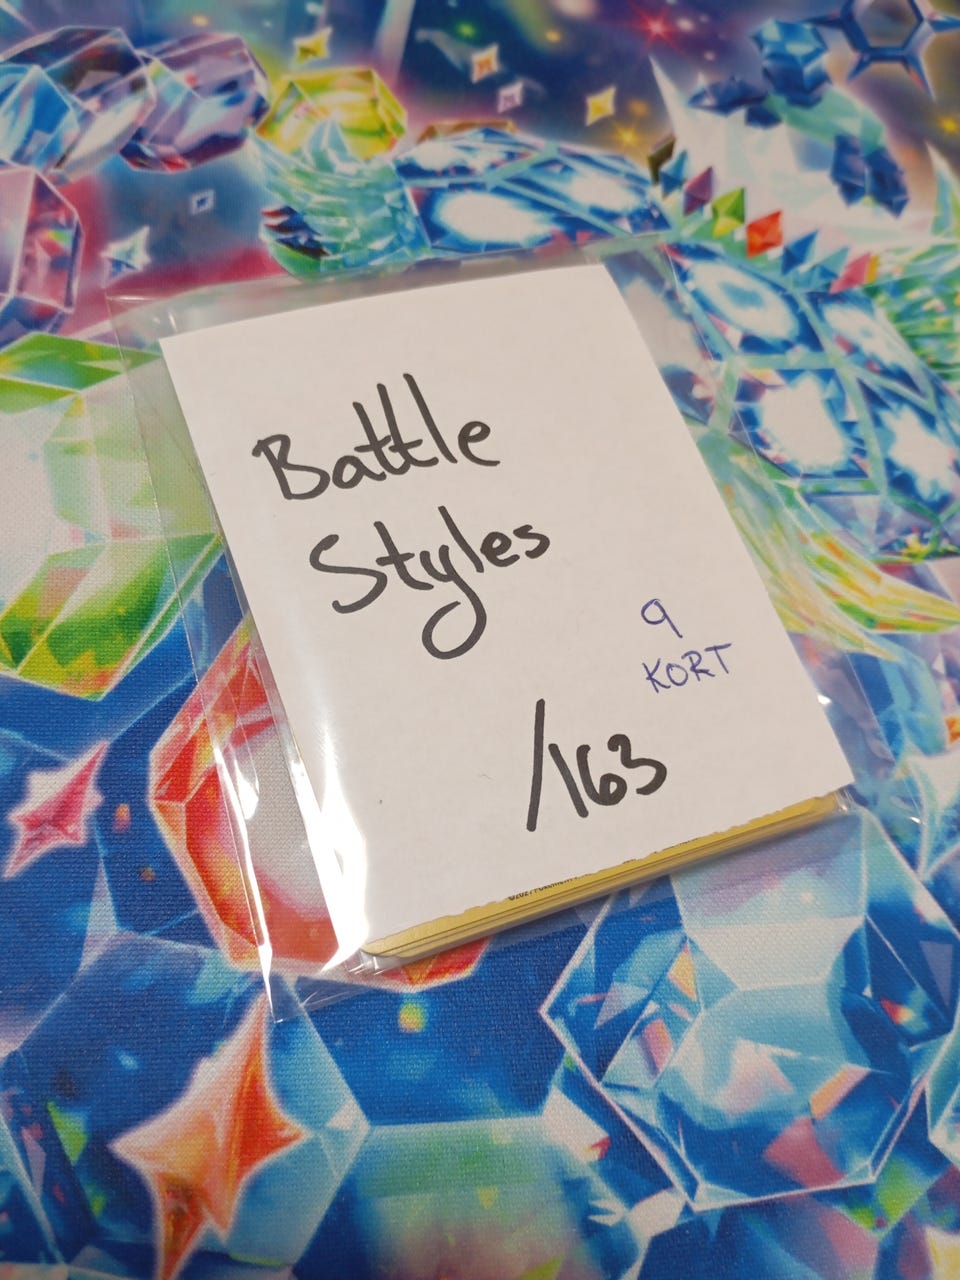 Battle
Styles
9
KORT
/163